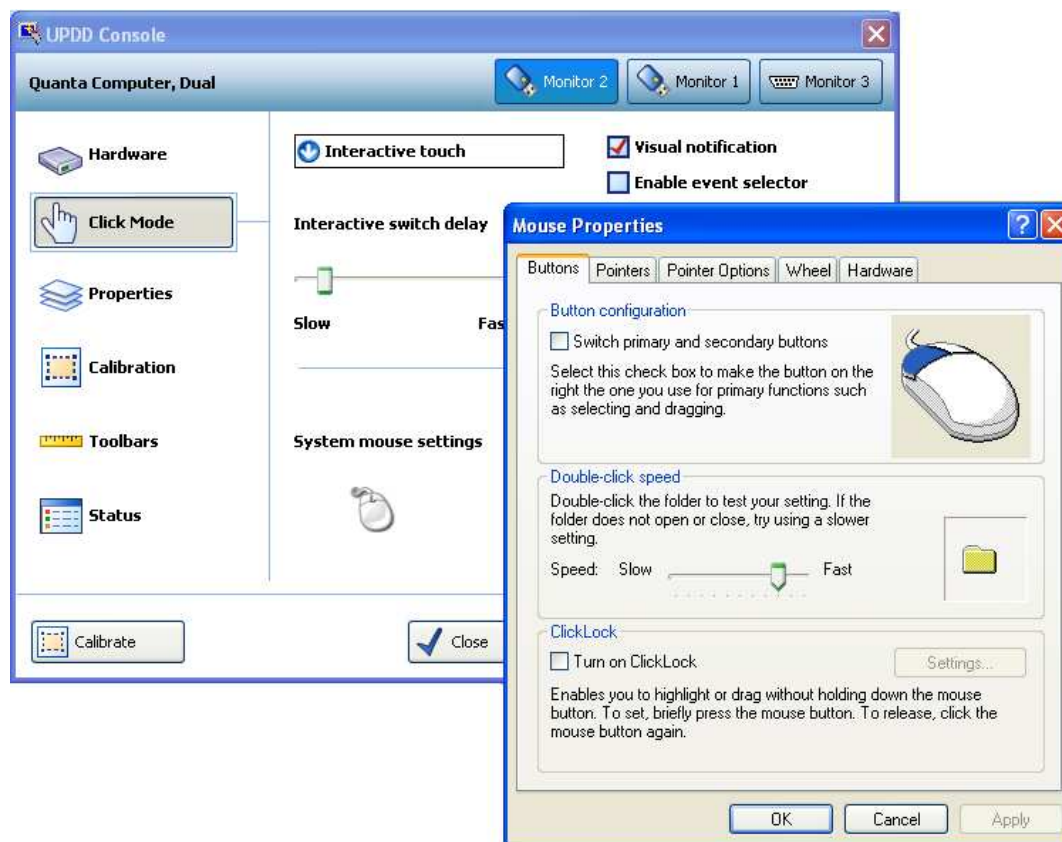 UPDD Console
Quanta Computer, Dual
Monitor 2
Monitor 1
Monitor 3
Hardware
Click Mode
Properties
Calibration
Toolbars
Status
Interactive touch
Visual notification
Enable event selector
Interactive switch delay
Slow
Fas
System mouse settings
Calibrate
Close
Mouse Properties
Buttons
Pointers
Pointer Options
Wheel
Hardware
Button configuration
Switch primary and secondary buttons
Select this check box to make the button on the
right the one you use for primary functions such
as selecting and dragging.
Double-click speed
Double-click the folder to test your setting. If the
folder does not open or close, try using a slower
setting.
Speed: Slow Fast
ClickLock
Turn on ClickLock
Settings...
Enables you to highlight or drag without holding down the mouse
button. To set, briefly press the mouse button. To release, click the
mouse button again.
OK
Cancel
Apply